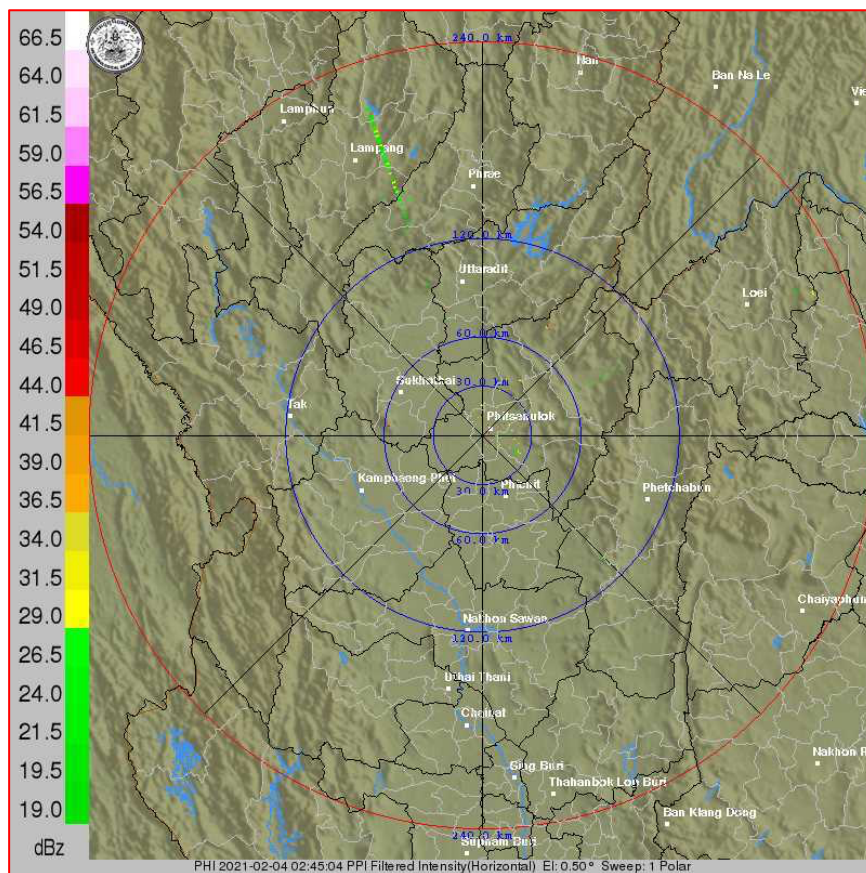 66.5
64.0
61.5
59.0
56.5
54.0
51.5
49.0
46.5
44.0
41.5
39.0
36.5
34.0
31.5
29.0
26.5
24.0
21.5
19.5
19.0
dBz
240.0 km
Nan
Ban Na Le
Lamphun
Lampang
Phrae
120.0 km
Uttaradit
Loei
60.0 km
30.0 km
Sukhothai
Tak
Phitsanulok
Phichit
30.0 km
Phetchabun
60.0 km
Chaiyaphum
Nakhon Sawan
120.0 km
Uthai Thani
Chainat
Sing Buri
Thahanbok Lop Buri
Nakhon R
Ban Klang Dong
240.0 km
Suphan Buri
PHI 2021-02-04 02:45:04 PPI Filtered Intensity(Horizontal) El: 0.50° Sweep: 1 Polar